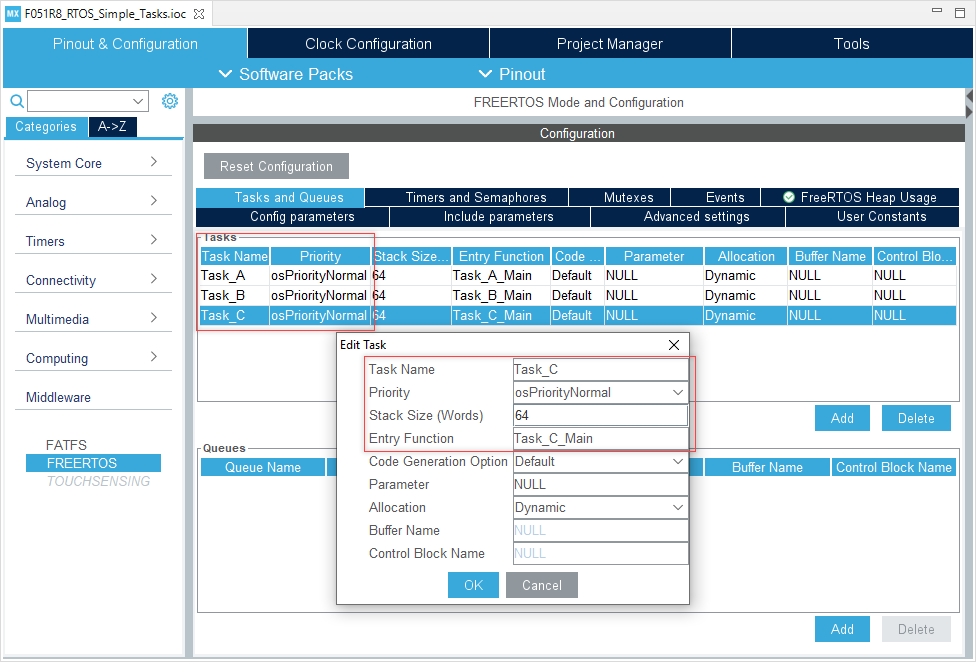 MX F051R8_RTOS_Simple_Tasks.ioc
Pinout & Configuration Clock Configuration Project Manager Tools
Software Packs Pinout
FREERTOS Mode and Configuration
Categories A->Z
Configuration
System Core
Analog
Timers
Connectivity
Multimedia
Computing
Middleware
FATFS
FREERTOS
TOUCHSENSING
Reset Configuration
Tasks and Queues Timers and Semaphores Mutexes Events FreeRTOS Heap Usage
Config parameters Include parameters Advanced settings User Constants
Tasks
Task Name Priority Stack Size... Entry Function Code ... Parameter Allocation Buffer Name Control Blo...
Task_A osPriorityNormal 64 Task_A_Main Default NULL Dynamic NULL NULL
Task_B osPriorityNormal 64 Task_B_Main Default NULL Dynamic NULL NULL
Task_C osPriorityNormal 64 Task_C_Main Default NULL Dynamic NULL NULL
Add Delete
Edit Task
Task Name Task_C
Priority osPriorityNormal
Stack Size (Words) 64
Entry Function Task_C_Main
Code Generation Option Default
Parameter NULL
Allocation Dynamic
Buffer Name NULL
Control Block Name NULL
OK Cancel
Queues
Queue Name Buffer Name Control Block Name
Add Delete